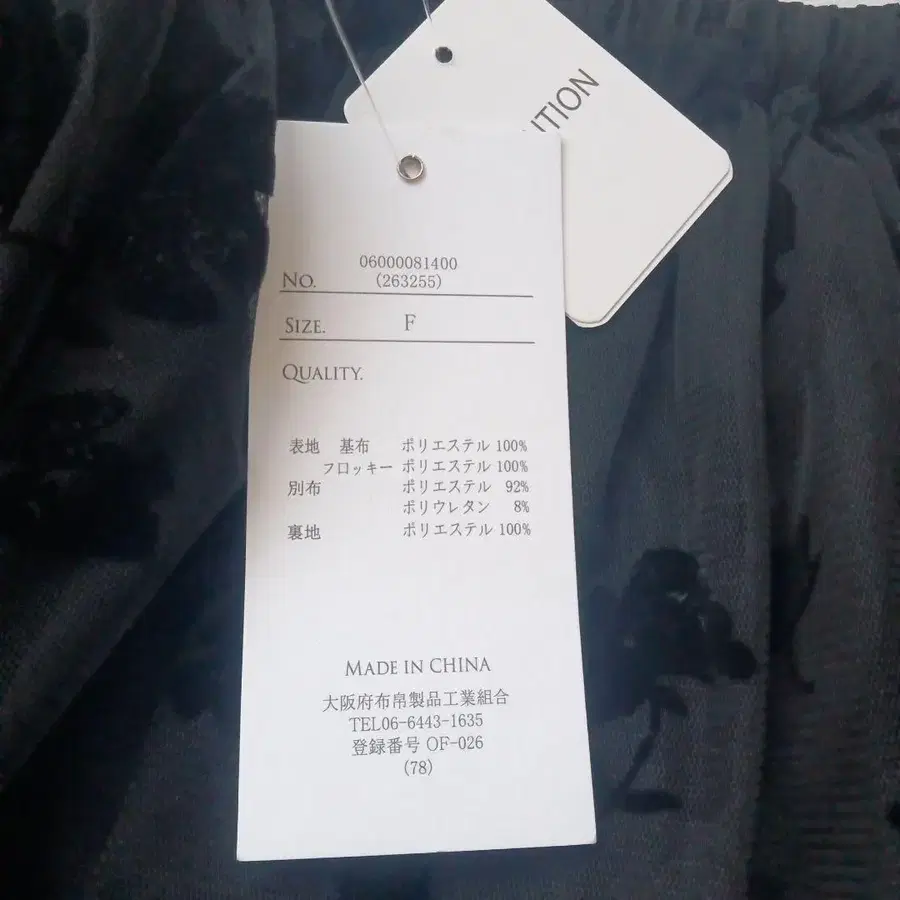 ITION
06000081400
No. (263255)
Size. F
Quality.
表地 基布 ポリエステル 100%
フロッキー ポリエステル 100%
別布 ポリエステル 92%
ポリウレタン 8%
裏地 ポリエステル 100%
Made in China
大阪府布帛製品工業組合
TEL06-6443-1635
登録番号 OF-026
(78)